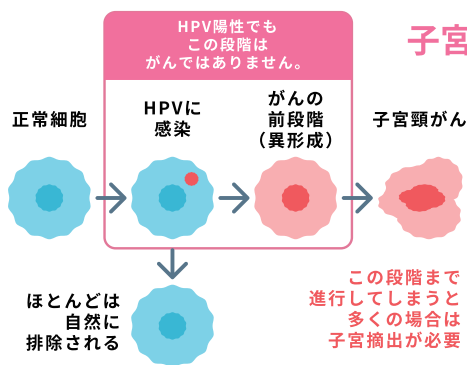 HPV陽性でも
この段階は
がんではありません。
子宮
正常細胞
HPVに
感染
がんの
前段階
(異形成)
子宮頸がん
ほとんどは
自然に
排除される
この段階まで
進行してしまうと
多くの場合は
子宮摘出が必要